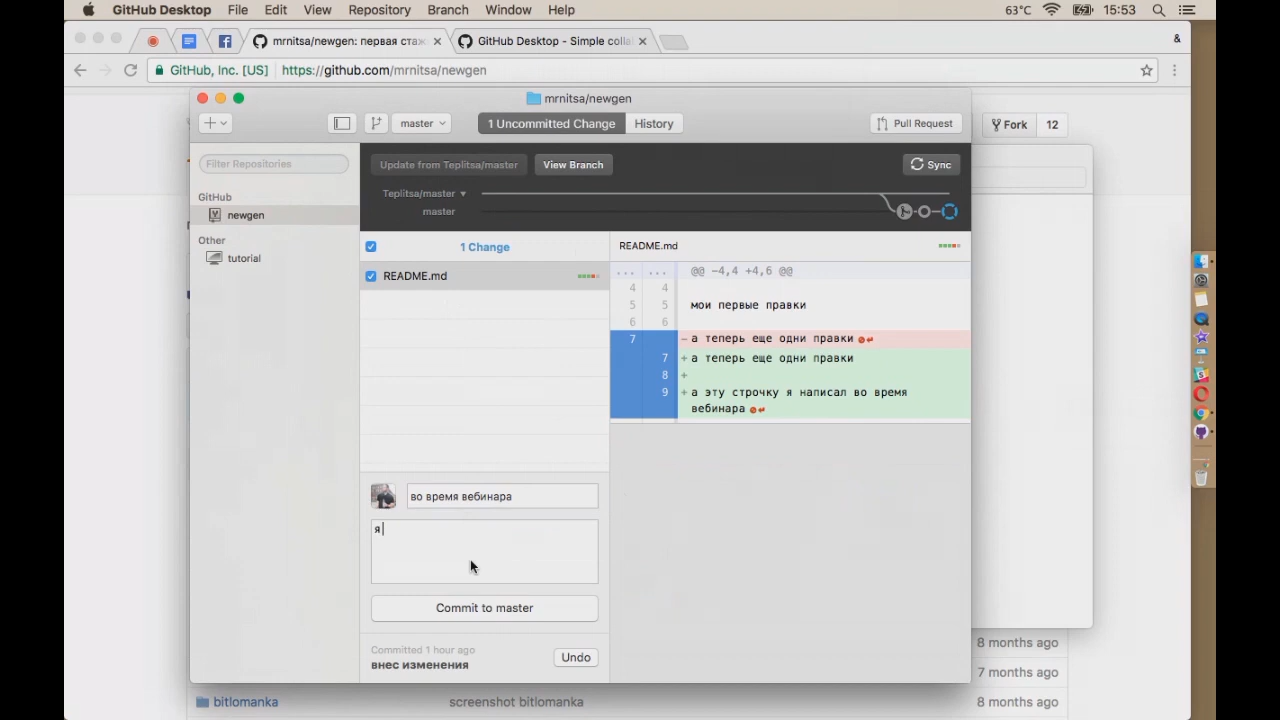 GitHub Desktop File Edit View Repository Branch Window Help 63°C 15:53
mrnitsa/newgen: первая стаж
GitHub Desktop - Simple colla
&
GitHub, Inc. [US] https://github.com/mrnitsa/newgen
mrnitsa/newgen
master 1 Uncommitted Change History Pull Request
Fork 12
Filter Repositories
GitHub
newgen
Other
tutorial
Update from Teplitsa/master View Branch Sync
Teplitsa/master
master
1 Change
README.md
README.md
... ... @@ -4,4 +4,6 @@
4 4
5 5 мои первые правки
6 6
7 - а теперь еще одни правки
7 + а теперь еще одни правки
8 +
9 + а эту строчку я написал во время
вебинара
во время вебинара
я
Commit to master
Committed 1 hour ago
внес изменения
Undo
8 months ago
7 months ago
bitlomanka screenshot bitlomanka 8 months ago